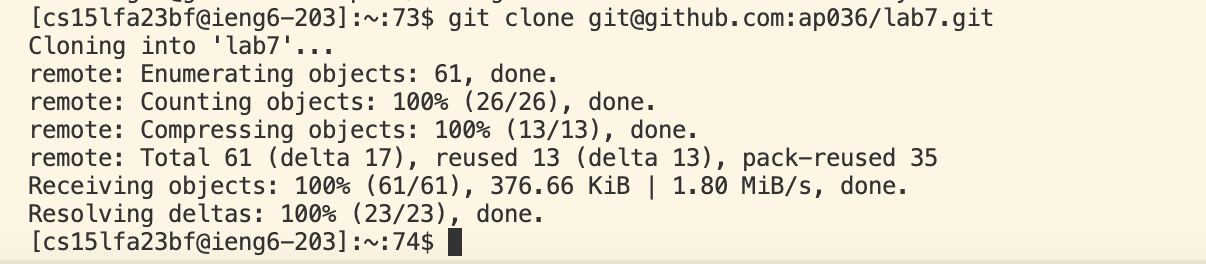 [cs15lfa23bf@ieng6-203]:~:73$ git clone git@github.com:ap036/lab7.git
Cloning into 'lab7'...
remote: Enumerating objects: 61, done.
remote: Counting objects: 100% (26/26), done.
remote: Compressing objects: 100% (13/13), done.
remote: Total 61 (delta 17), reused 13 (delta 13), pack-reused 35
Receiving objects: 100% (61/61), 376.66 KiB | 1.80 MiB/s, done.
Resolving deltas: 100% (23/23), done.
[cs15lfa23bf@ieng6-203]:~:74$